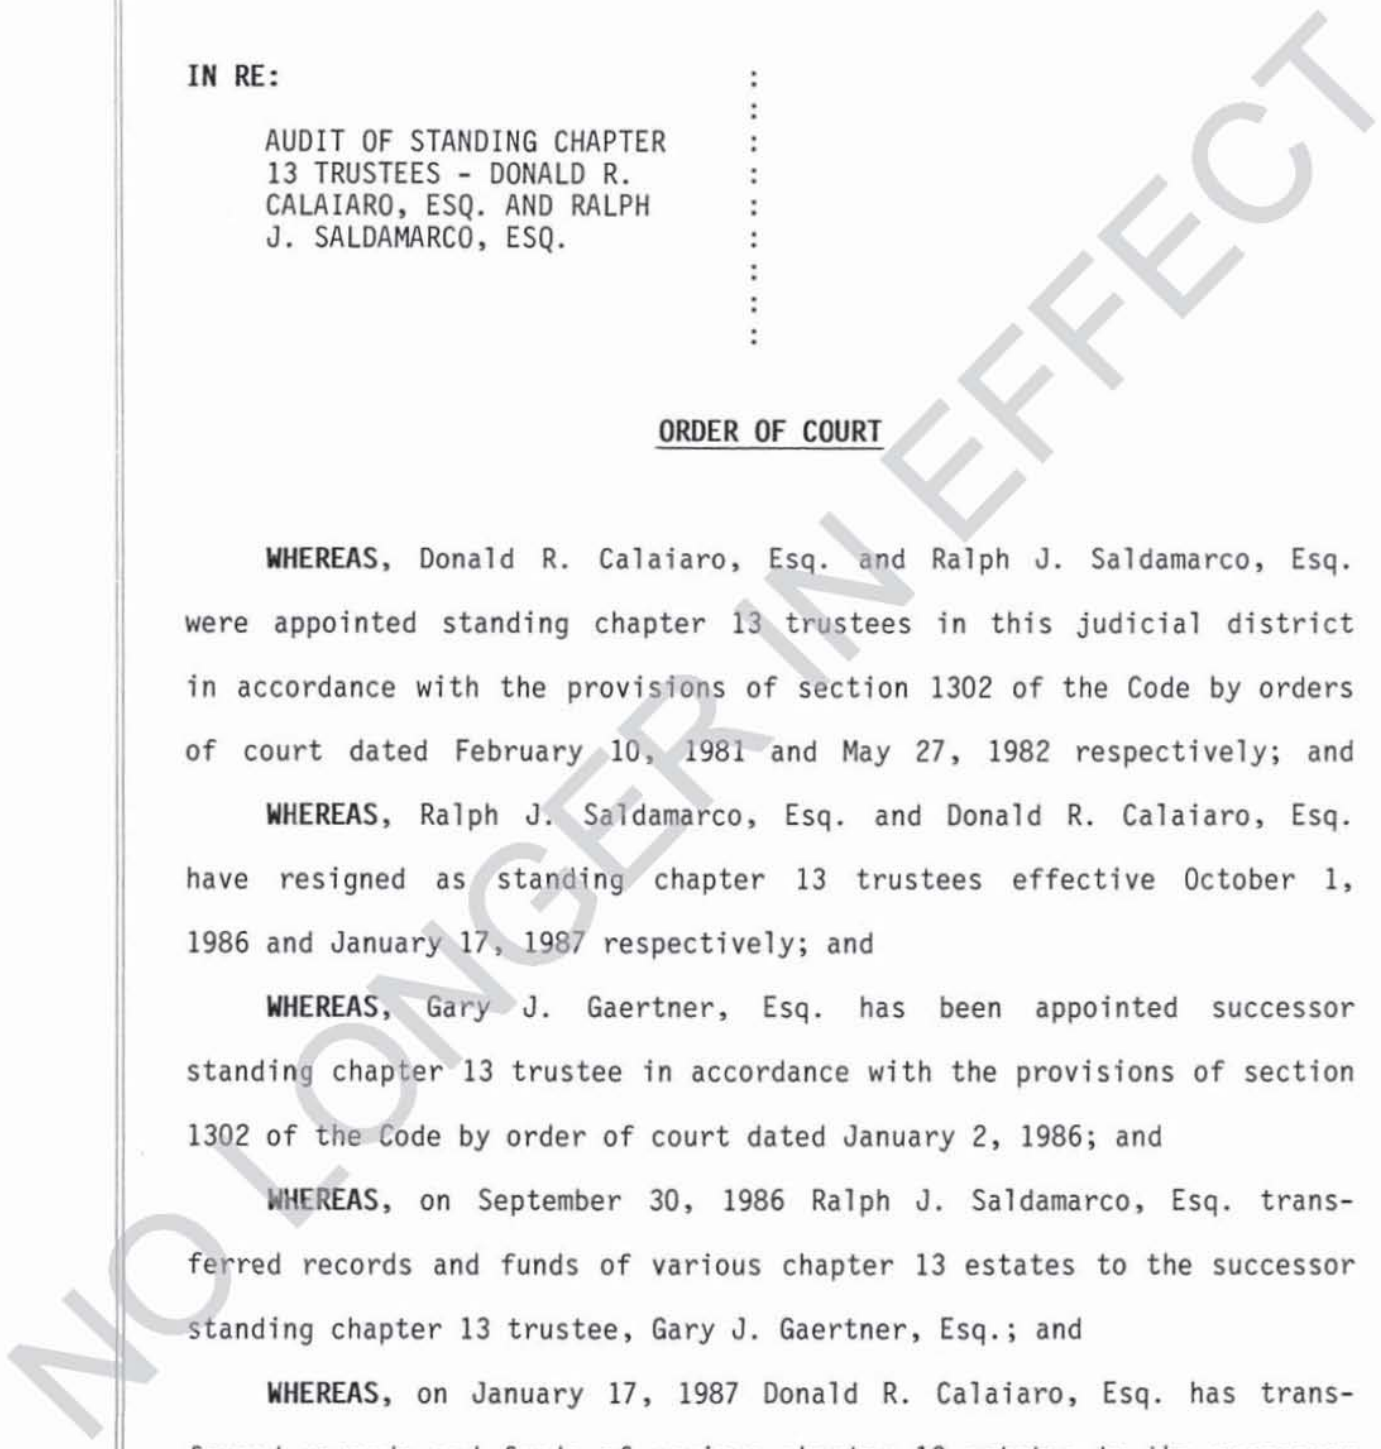 IN RE:
AUDIT OF STANDING CHAPTER
13 TRUSTEES - DONALD R.
CALAIARO, ESQ. AND RALPH
J. SALDAMARCO, ESQ.
:
:
:
:
:
:
:
:
:
ORDER OF COURT
WHEREAS, Donald R. Calaiaro, Esq. and Ralph J. Saldamarco, Esq.
were appointed standing chapter 13 trustees in this judicial district
in accordance with the provisions of section 1302 of the Code by orders
of court dated February 10, 1981 and May 27, 1982 respectively; and
WHEREAS, Ralph J. Saldamarco, Esq. and Donald R. Calaiaro, Esq.
have resigned as standing chapter 13 trustees effective October 1,
1986 and January 17, 1987 respectively; and
WHEREAS, Gary J. Gaertner, Esq. has been appointed successor
standing chapter 13 trustee in accordance with the provisions of section
1302 of the Code by order of court dated January 2, 1986; and
WHEREAS, on September 30, 1986 Ralph J. Saldamarco, Esq. trans-
ferred records and funds of various chapter 13 estates to the successor
standing chapter 13 trustee, Gary J. Gaertner, Esq.; and
WHEREAS, on January 17, 1987 Donald R. Calaiaro, Esq. has trans-
NO LONGER IN EFFECT